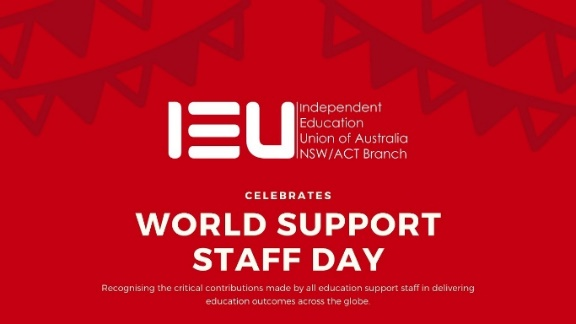 IEU
Independent
Education
Union of Australia
NSW/ACT Branch
CELEBRATES
WORLD SUPPORT
STAFF DAY
Recognising the critical contributions made by all education support staff in delivering
education outcomes across the globe.